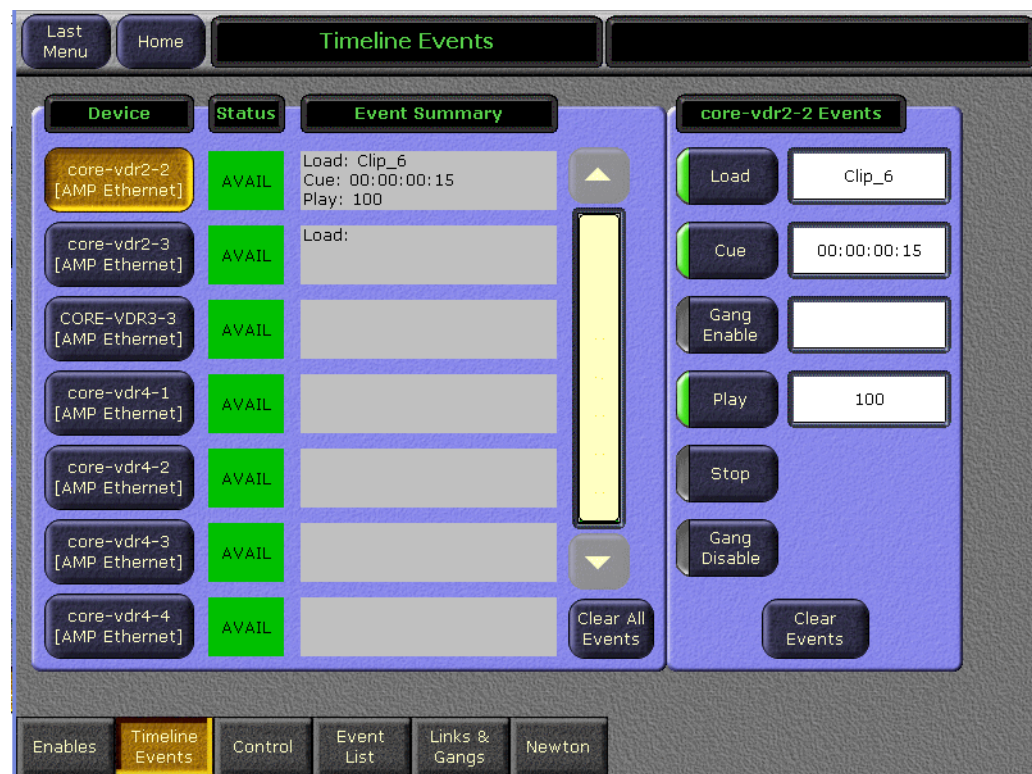 Last
Menu
Home
Timeline Events
Device
Status
Event Summary
core-vdr2-2 Events
core-vdr2-2
[AMP Ethernet]
AVAIL
Load: Clip_6
Cue: 00:00:00:15
Play: 100
core-vdr2-3
[AMP Ethernet]
AVAIL
Load:
CORE-VDR3-3
[AMP Ethernet]
AVAIL
core-vdr4-1
[AMP Ethernet]
AVAIL
core-vdr4-2
[AMP Ethernet]
AVAIL
core-vdr4-3
[AMP Ethernet]
AVAIL
core-vdr4-4
[AMP Ethernet]
AVAIL
Clear All
Events
Load
Clip_6
Cue
00:00:00:15
Gang
Enable
Play
100
Stop
Gang
Disable
Clear
Events
Enables
Timeline
Events
Control
Event
List
Links &
Gangs
Newton